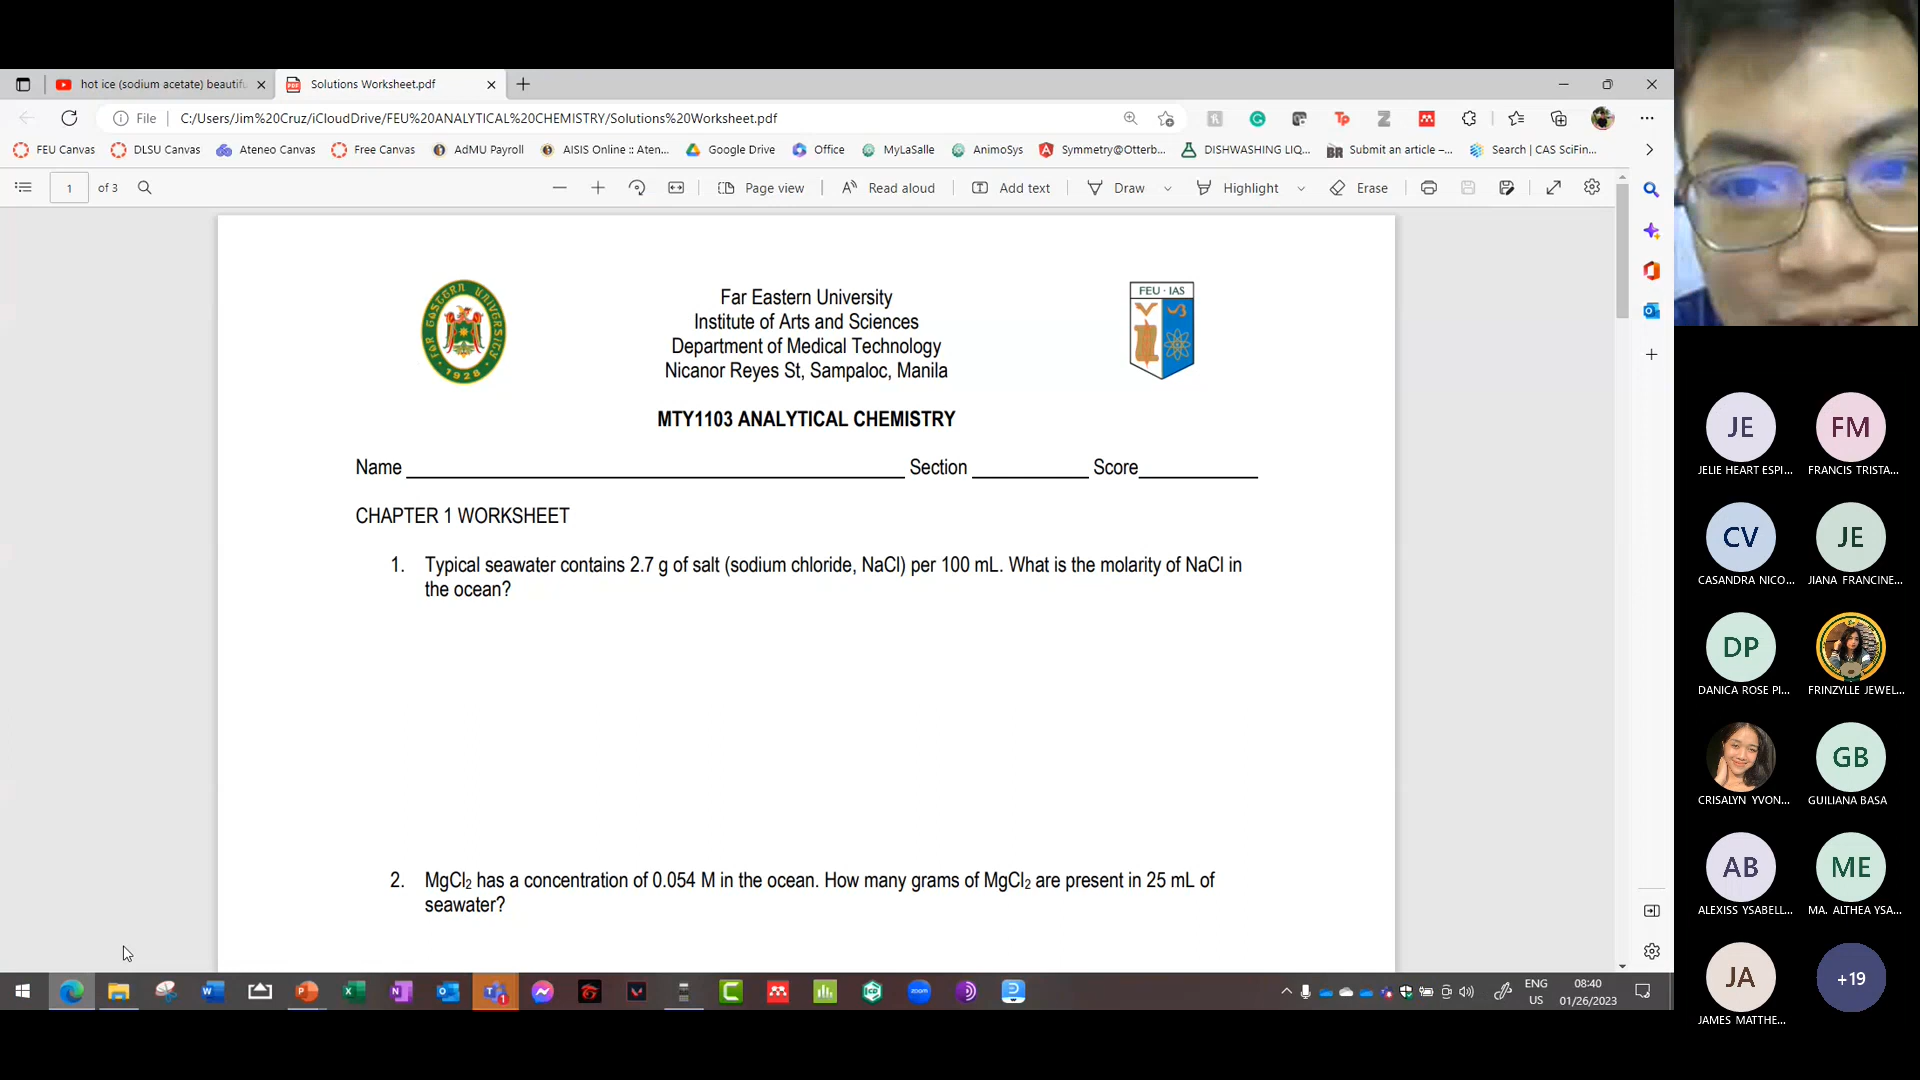 hot ice (sodium acetate) beautifu
Solutions Worksheet.pdf
File
C:/Users/Jim%20Cruz/iCloudDrive/FEU%20ANALYTICAL%20CHEMISTRY/Solutions%20Worksheet.pdf
FEU Canvas
DLSU Canvas
Ateneo Canvas
Free Canvas
AdMU Payroll
AISIS Online :: Aten...
Google Drive
Office
MyLaSalle
AnimoSys
Symmetry@Otterb...
DISHWASHING LIQ...
Submit an article –...
Search | CAS SciFin...
1 of 3
Page view
Read aloud
Add text
Draw
Highlight
Erase
FAR EASTERN UNIVERSITY
1928
FEU · IAS
Far Eastern University
Institute of Arts and Sciences
Department of Medical Technology
Nicanor Reyes St, Sampaloc, Manila
MTY1103 ANALYTICAL CHEMISTRY
Name Section Score
CHAPTER 1 WORKSHEET
1. Typical seawater contains 2.7 g of salt (sodium chloride, NaCl) per 100 mL. What is the molarity of NaCl in
the ocean?
2. MgCl2 has a concentration of 0.054 M in the ocean. How many grams of MgCl2 are present in 25 mL of
seawater?
ENG
US
08:40
01/26/2023
JE
JELIE HEART ESPI...
FM
FRANCIS TRISTA...
CV
CASANDRA NICO...
JE
JIANA FRANCINE...
DP
DANICA ROSE PI...
FRINZYLLE JEWEL...
CRISALYN YVON...
GB
GUILIANA BASA
AB
ALEXISS YSABELL...
ME
MA. ALTHEA YSA...
JA
JAMES MATTHE...
+19